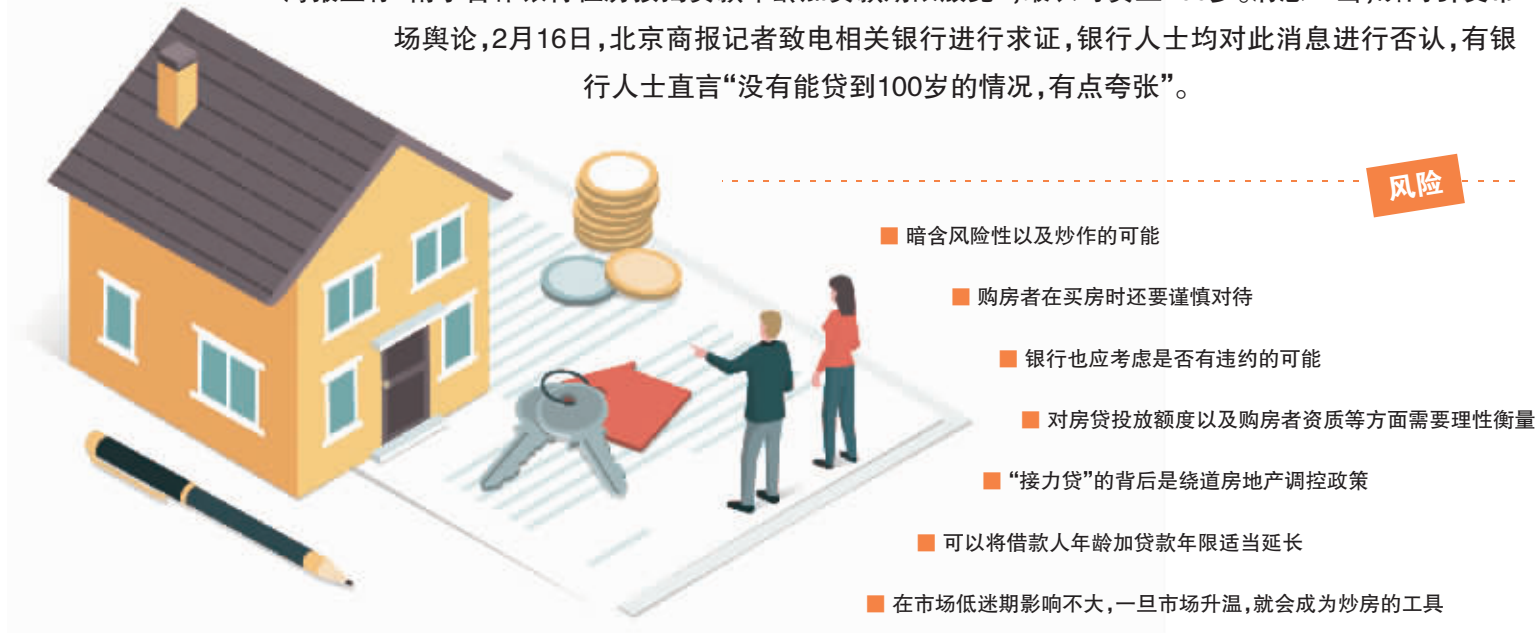 场舆论,2月16日,北京商报记者致电相关银行进行求证,银行人士均对此消息进行否认,有银
行人士直言“没有能贷到100岁的情况,有点夸张”。
风险
■ 暗含风险性以及炒作的可能
■ 购房者在买房时还要谨慎对待
■ 银行也应考虑是否有违约的可能
■ 对房贷投放额度以及购房者资质等方面需要理性衡量
■ “接力贷”的背后是绕道房地产调控政策
■ 可以将借款人年龄加贷款年限适当延长
■ 在市场低迷期影响不大,一旦市场升温,就会成为炒房的工具